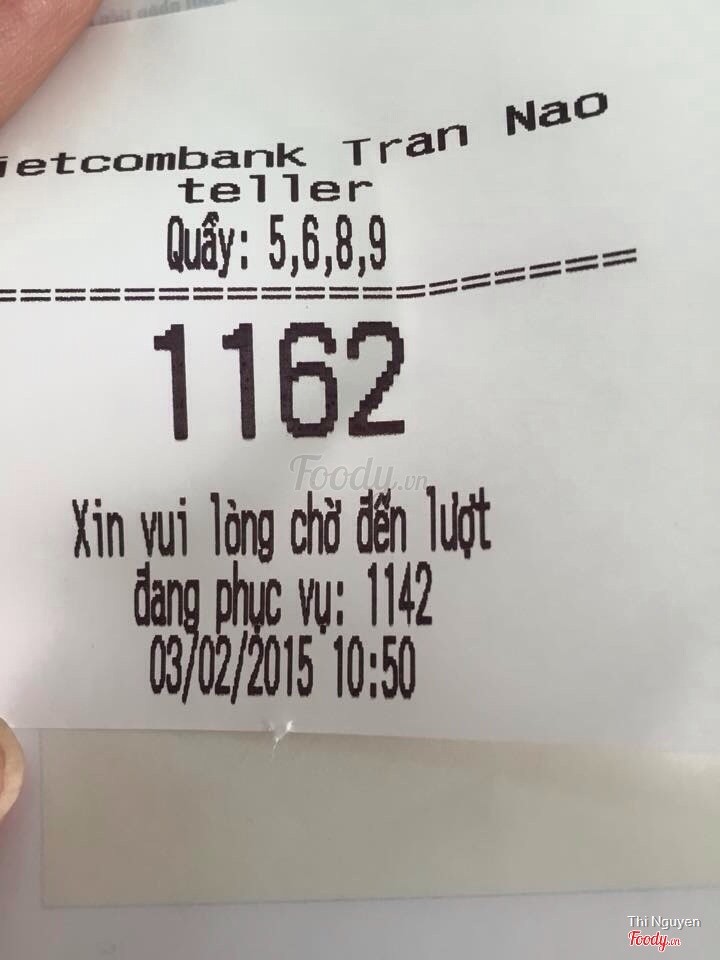 ietcombank Tran Nao
teller
Quầy: 5,6,8,9
==============================
1162
Foody.vn
Xin vui lòng chờ đến lượt
đang phục vụ: 1142
03/02/2015 10:50
Thi Nguyen
Foody.vn